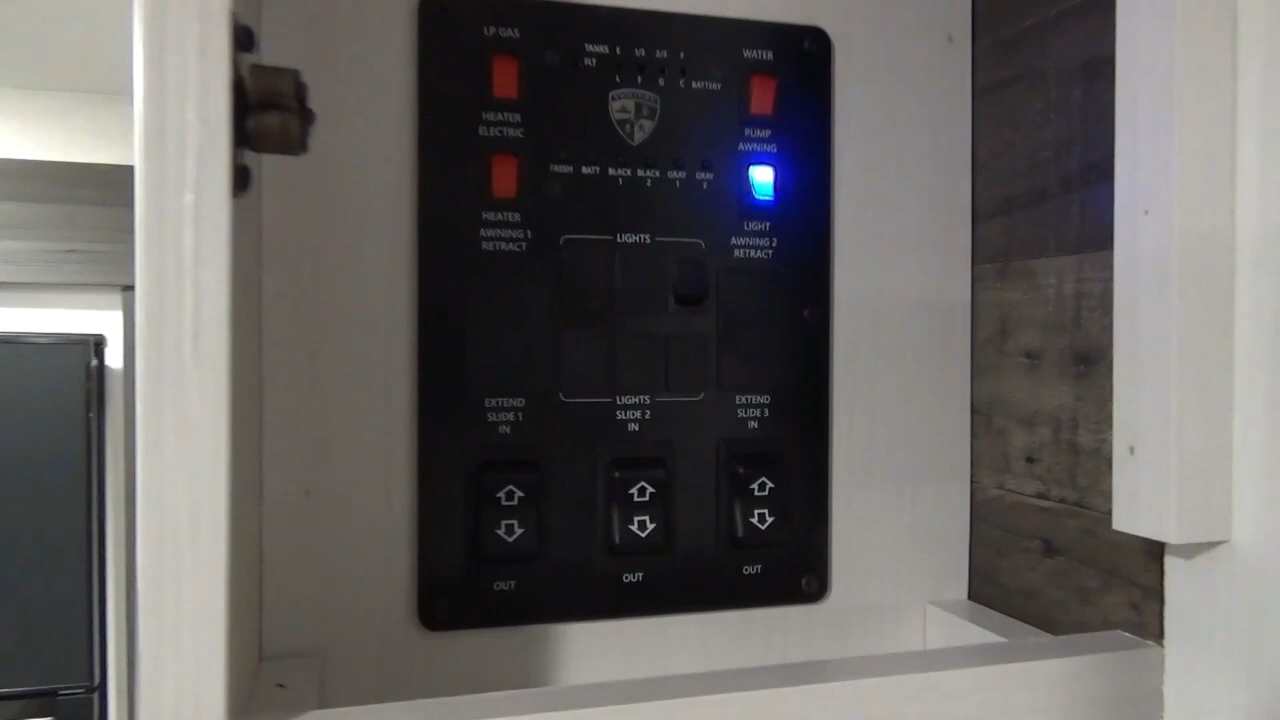 LP GAS
HEATER
ELECTRIC
HEATER
AWNING 1
RETRACT
TANKS E 1/3 2/3 F
L F G C BATTERY
VENTURE
FRESH BATT BLACK 1 BLACK 2 GRAY 1 GRAY 2
WATER
PUMP
AWNING
LIGHT
AWNING 2
RETRACT
LIGHTS
LIGHTS
EXTEND
SLIDE 1
IN
OUT
SLIDE 2
IN
OUT
EXTEND
SLIDE 3
IN
OUT